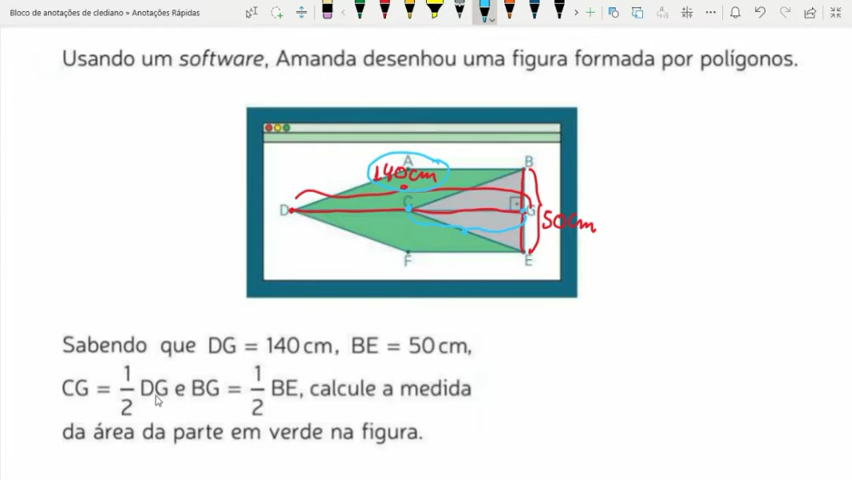 Bloco de anotações de clediano » Anotações Rápidas
Usando um software, Amanda desenhou uma figura formada por polígonos.
A
B
140cm
D
C
G
50cm
F
E
Sabendo que DG = 140 cm, BE = 50 cm,
CG = 1/2 DG e BG = 1/2 BE, calcule a medida
da área da parte em verde na figura.